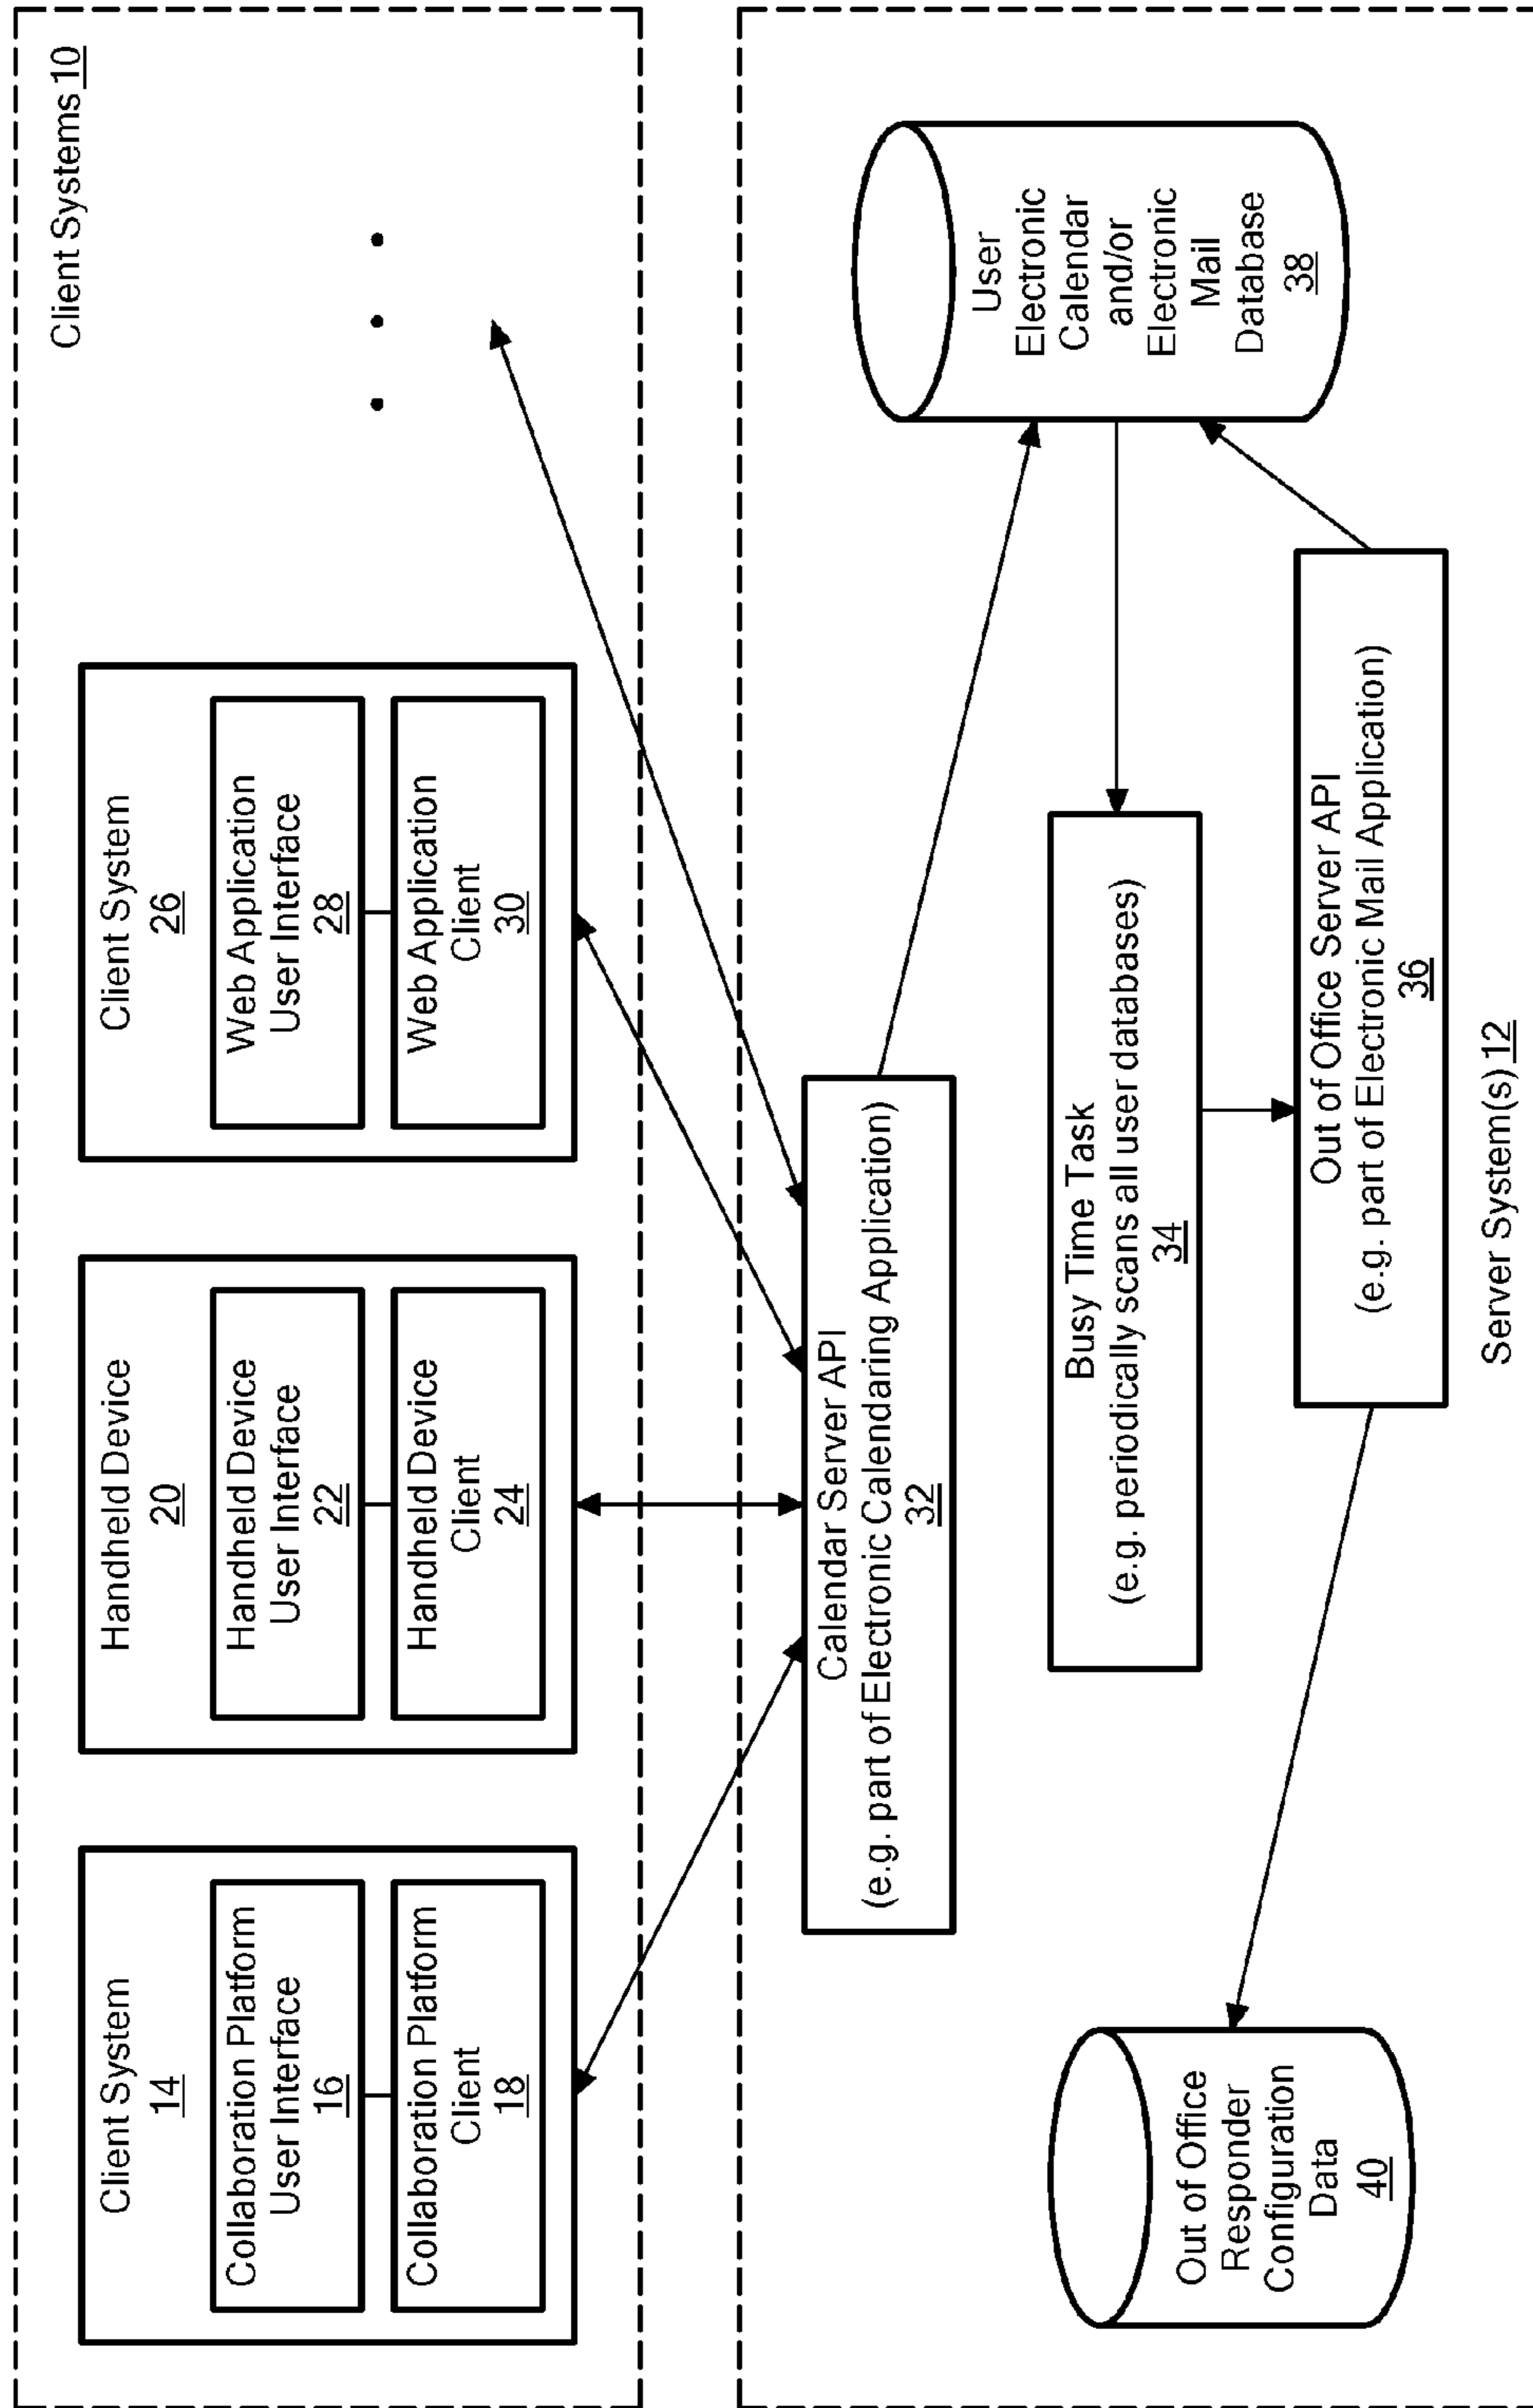 Client Systems 10
Client System
14
Collaboration Platform
User Interface
16
Collaboration Platform
Client
18
Handheld Device
20
Handheld Device
User Interface
22
Handheld Device
Client
24
Client System
26
Web Application
User Interface
28
Web Application
Client
30
Calendar Server API
(e.g. part of Electronic Calendaring Application)
32
Busy Time Task
(e.g. periodically scans all user databases)
34
Out of Office Server API
(e.g. part of Electronic Mail Application)
36
User
Electronic
Calendar
and/or
Electronic
Mail
Database
38
Out of Office
Responder
Configuration
Data
40
Server System(s) 12